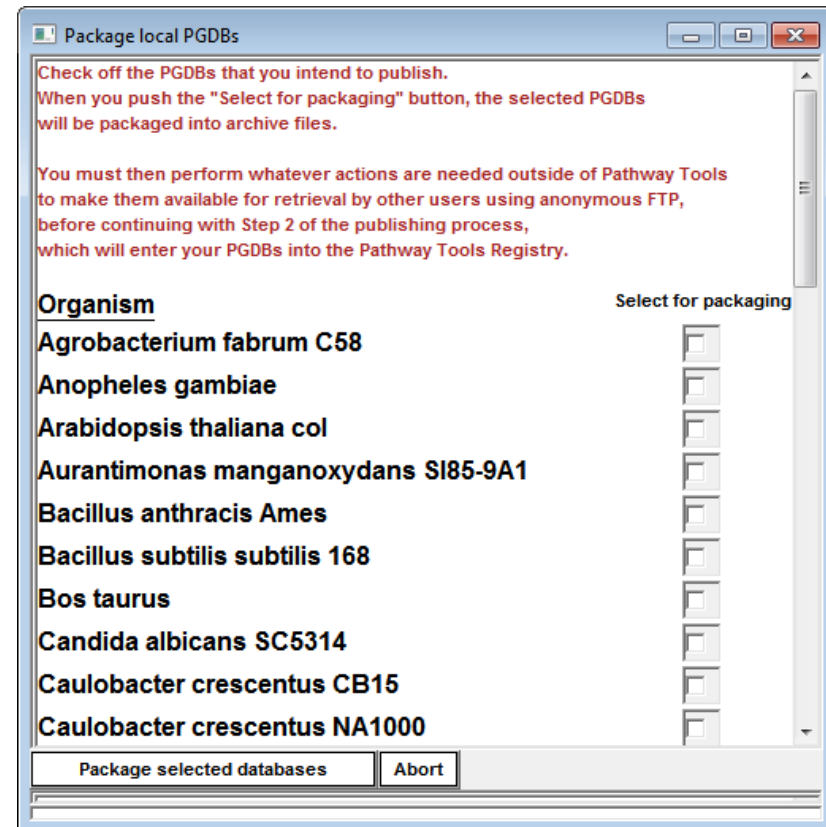 Package local PGDBs
Check off the PGDBs that you intend to publish.
When you push the "Select for packaging" button, the selected PGDBs
will be packaged into archive files.
You must then perform whatever actions are needed outside of Pathway Tools
to make them available for retrieval by other users using anonymous FTP,
before continuing with Step 2 of the publishing process,
which will enter your PGDBs into the Pathway Tools Registry.
Organism Select for packaging
Agrobacterium fabrum C58
Anopheles gambiae
Arabidopsis thaliana col
Aurantimonas manganoxydans SI85-9A1
Bacillus anthracis Ames
Bacillus subtilis subtilis 168
Bos taurus
Candida albicans SC5314
Caulobacter crescentus CB15
Caulobacter crescentus NA1000
Package selected databases Abort